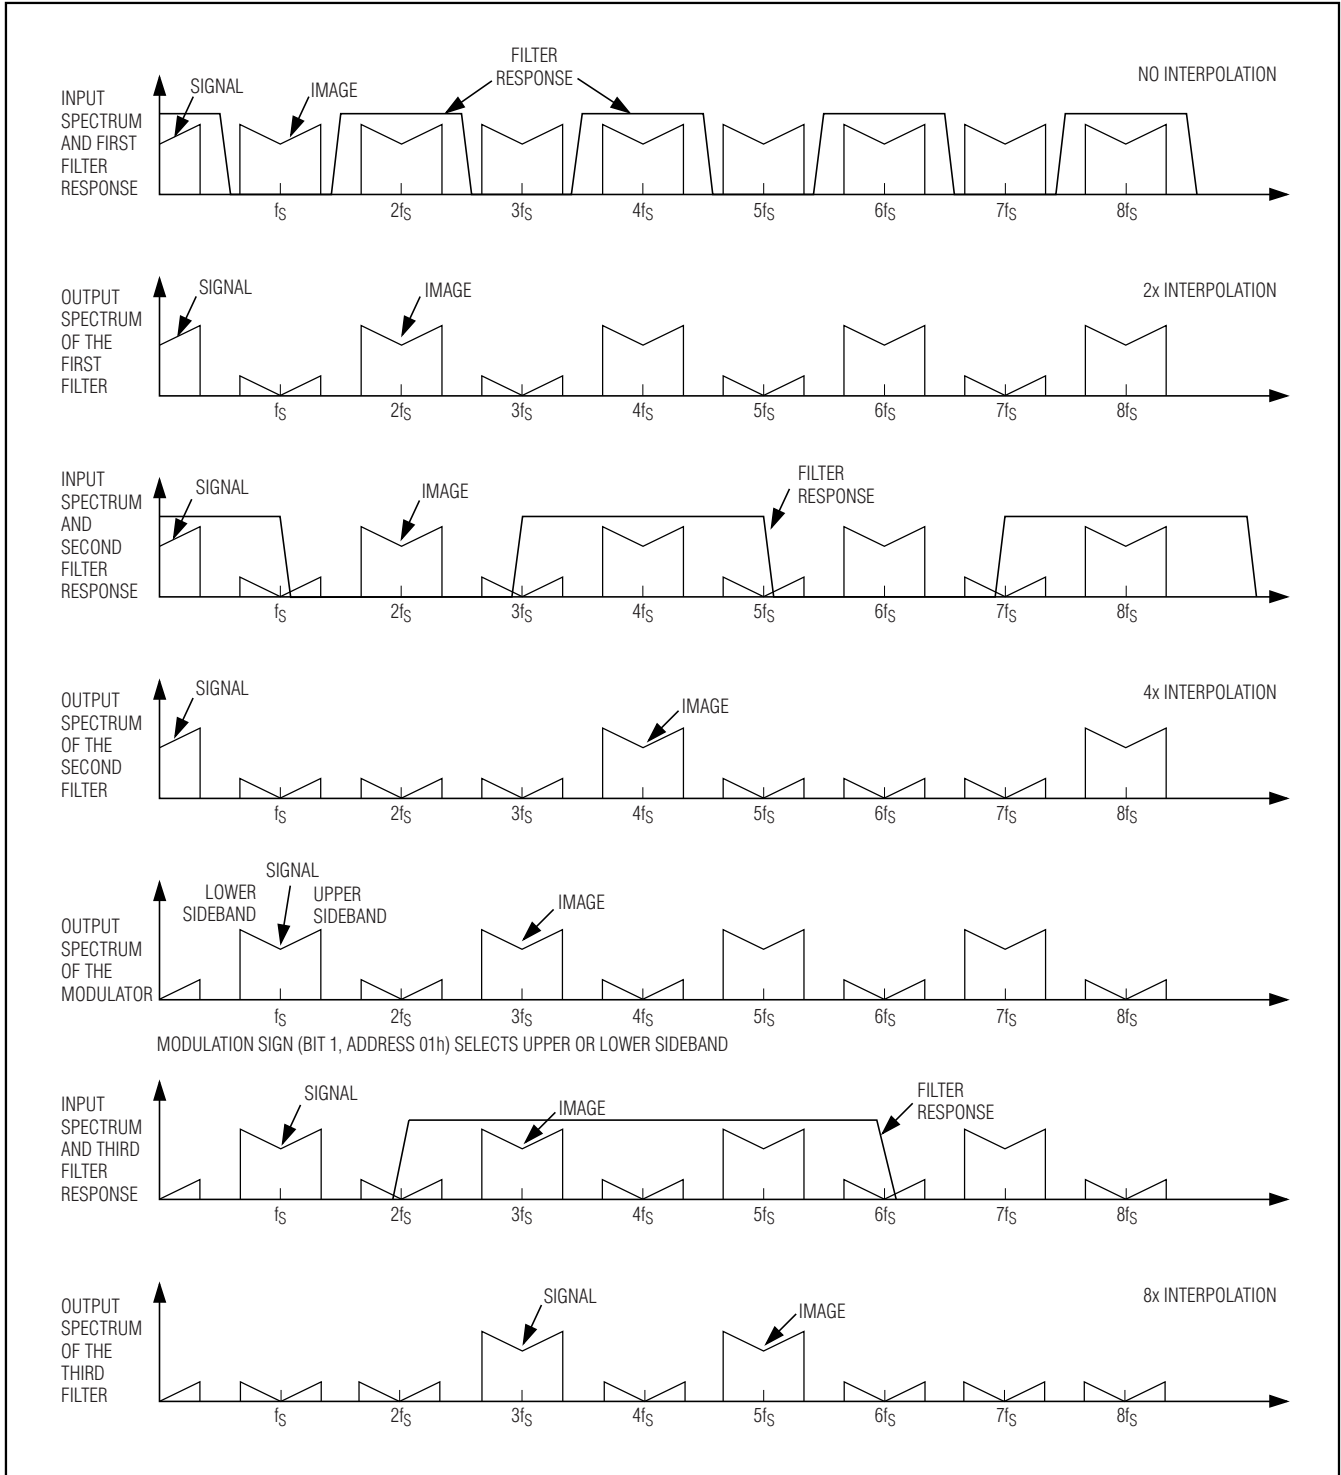 FILTER
RESPONSE
NO INTERPOLATION
SIGNAL
IMAGE
INPUT
SPECTRUM
AND FIRST
FILTER
RESPONSE
fS 2fS 3fS 4fS 5fS 6fS 7fS 8fS
SIGNAL
IMAGE
2x INTERPOLATION
OUTPUT
SPECTRUM
OF THE
FIRST
FILTER
fS 2fS 3fS 4fS 5fS 6fS 7fS 8fS
SIGNAL
IMAGE
FILTER
RESPONSE
INPUT
SPECTRUM
AND
SECOND
FILTER
RESPONSE
fS 2fS 3fS 4fS 5fS 6fS 7fS 8fS
SIGNAL
IMAGE
4x INTERPOLATION
OUTPUT
SPECTRUM
OF THE
SECOND
FILTER
fS 2fS 3fS 4fS 5fS 6fS 7fS 8fS
SIGNAL
LOWER
SIDEBAND
UPPER
SIDEBAND
IMAGE
OUTPUT
SPECTRUM
OF THE
MODULATOR
fS 2fS 3fS 4fS 5fS 6fS 7fS 8fS
MODULATION SIGN (BIT 1, ADDRESS 01h) SELECTS UPPER OR LOWER SIDEBAND
SIGNAL
IMAGE
FILTER
RESPONSE
INPUT
SPECTRUM
AND THIRD
FILTER
RESPONSE
fS 2fS 3fS 4fS 5fS 6fS 7fS 8fS
SIGNAL
IMAGE
8x INTERPOLATION
OUTPUT
SPECTRUM
OF THE
THIRD
FILTER
fS 2fS 3fS 4fS 5fS 6fS 7fS 8fS